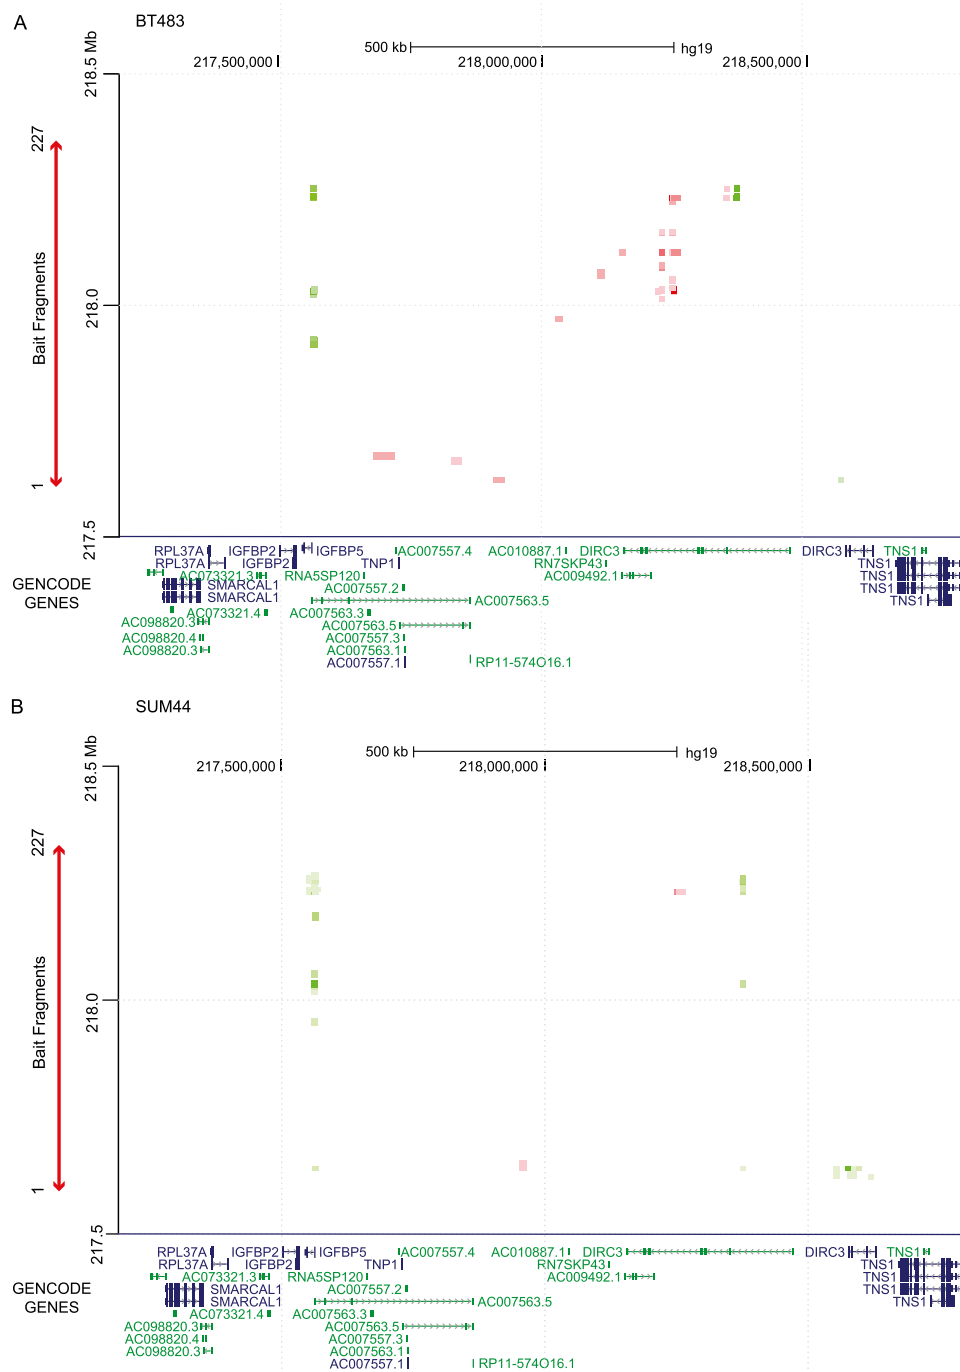 A
BT483
500 kb
hg19
217,500,000
218,000,000
218,500,000
218.5 Mb
227
Bait Fragments
218.0
1
217.5
RPL37A
IGFBP2
IGFBP5
AC007557.4
AC010887.1
DIRC3
DIRC3
TNS1
RPL37A
IGFBP2
TNP1
RN7SKP43
TNS1
AC073321.3
RNA5SP120
AC009492.1
TNS1
GENCODE
GENES
SMARCAL1
AC007557.2
TNS1
SMARCAL1
AC007563.5
TNS1
AC073321.4
AC007563.3
AC098820.3
AC007563.5
AC098820.4
AC007557.3
AC098820.3
AC007563.1
AC007557.1
RP11-574O16.1
B
SUM44
500 kb
hg19
217,500,000
218,000,000
218,500,000
218.5 Mb
227
Bait Fragments
218.0
1
217.5
RPL37A
IGFBP2
IGFBP5
AC007557.4
AC010887.1
DIRC3
DIRC3
TNS1
RPL37A
IGFBP2
TNP1
RN7SKP43
TNS1
AC073321.3
RNA5SP120
AC009492.1
TNS1
GENCODE
GENES
SMARCAL1
AC007557.2
TNS1
SMARCAL1
AC007563.5
TNS1
AC073321.4
AC007563.3
AC098820.3
AC007563.5
AC098820.4
AC007557.3
AC098820.3
AC007563.1
AC007557.1
RP11-574O16.1